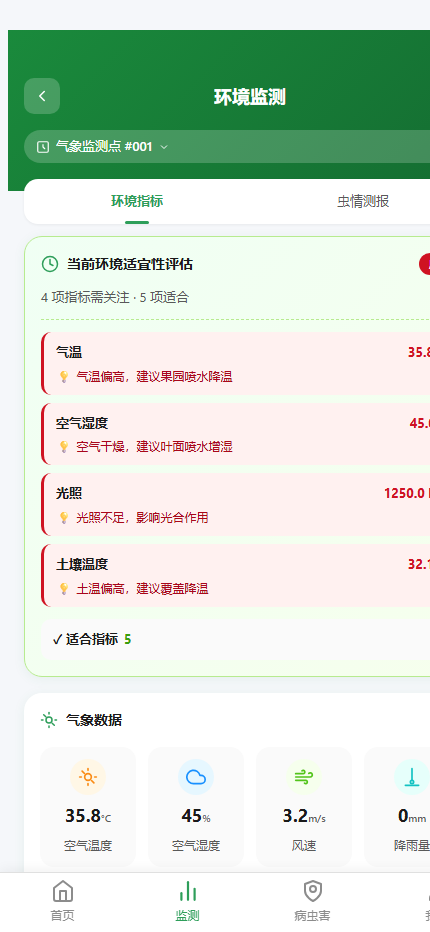 环境监测
气象监测点 #001
环境指标
虫情测报
当前环境适宜性评估
4 项指标需关注 · 5 项适合
气温
35.8
💡 气温偏高，建议果园喷水降温
空气湿度
45.
💡 空气干燥，建议叶面喷水增湿
光照
1250.0
💡 光照不足，影响光合作用
土壤温度
32.1
💡 土温偏高，建议覆盖降温
✓ 适合指标 5
气象数据
35.8°C
45%
3.2m/s
0mm
空气温度
空气湿度
风速
降雨量
首页
监测
病虫害